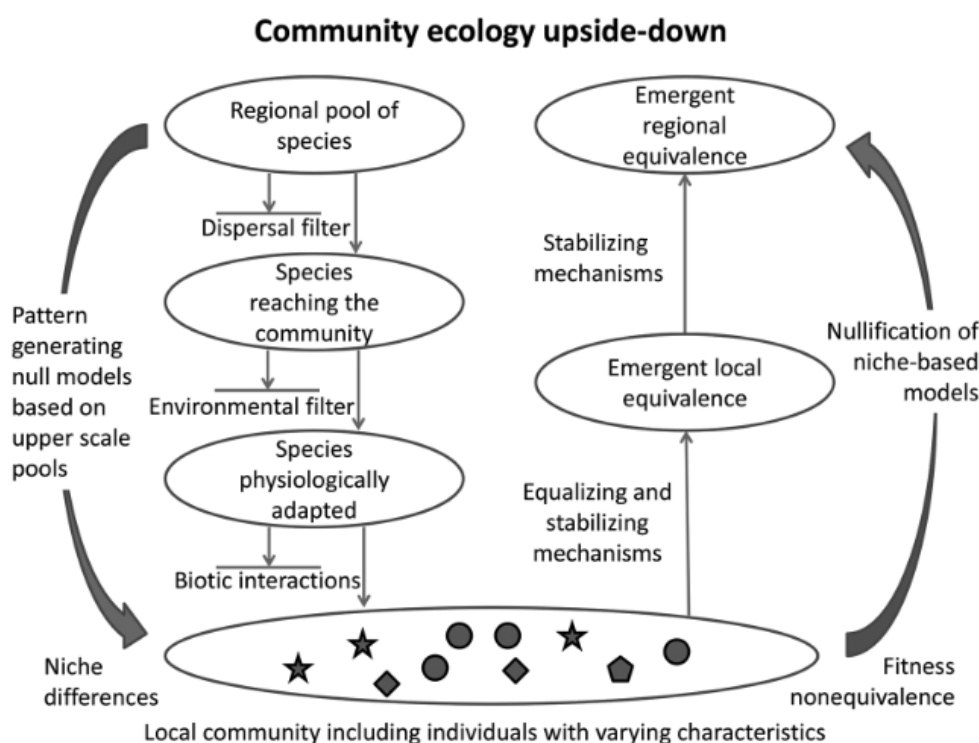 Community ecology upside-down
Regional pool of
species
Dispersal filter
Species
reaching the
community
Environmental filter
Species
physiologically
adapted
Biotic interactions
Pattern
generating
null models
based on
upper scale
pools
Niche
differences
Emergent
regional
equivalence
Stabilizing
mechanisms
Emergent local
equivalence
Equalizing and
stabilizing
mechanisms
Nullification of
niche-based
models
Fitness
nonequivalence
Local community including individuals with varying characteristics